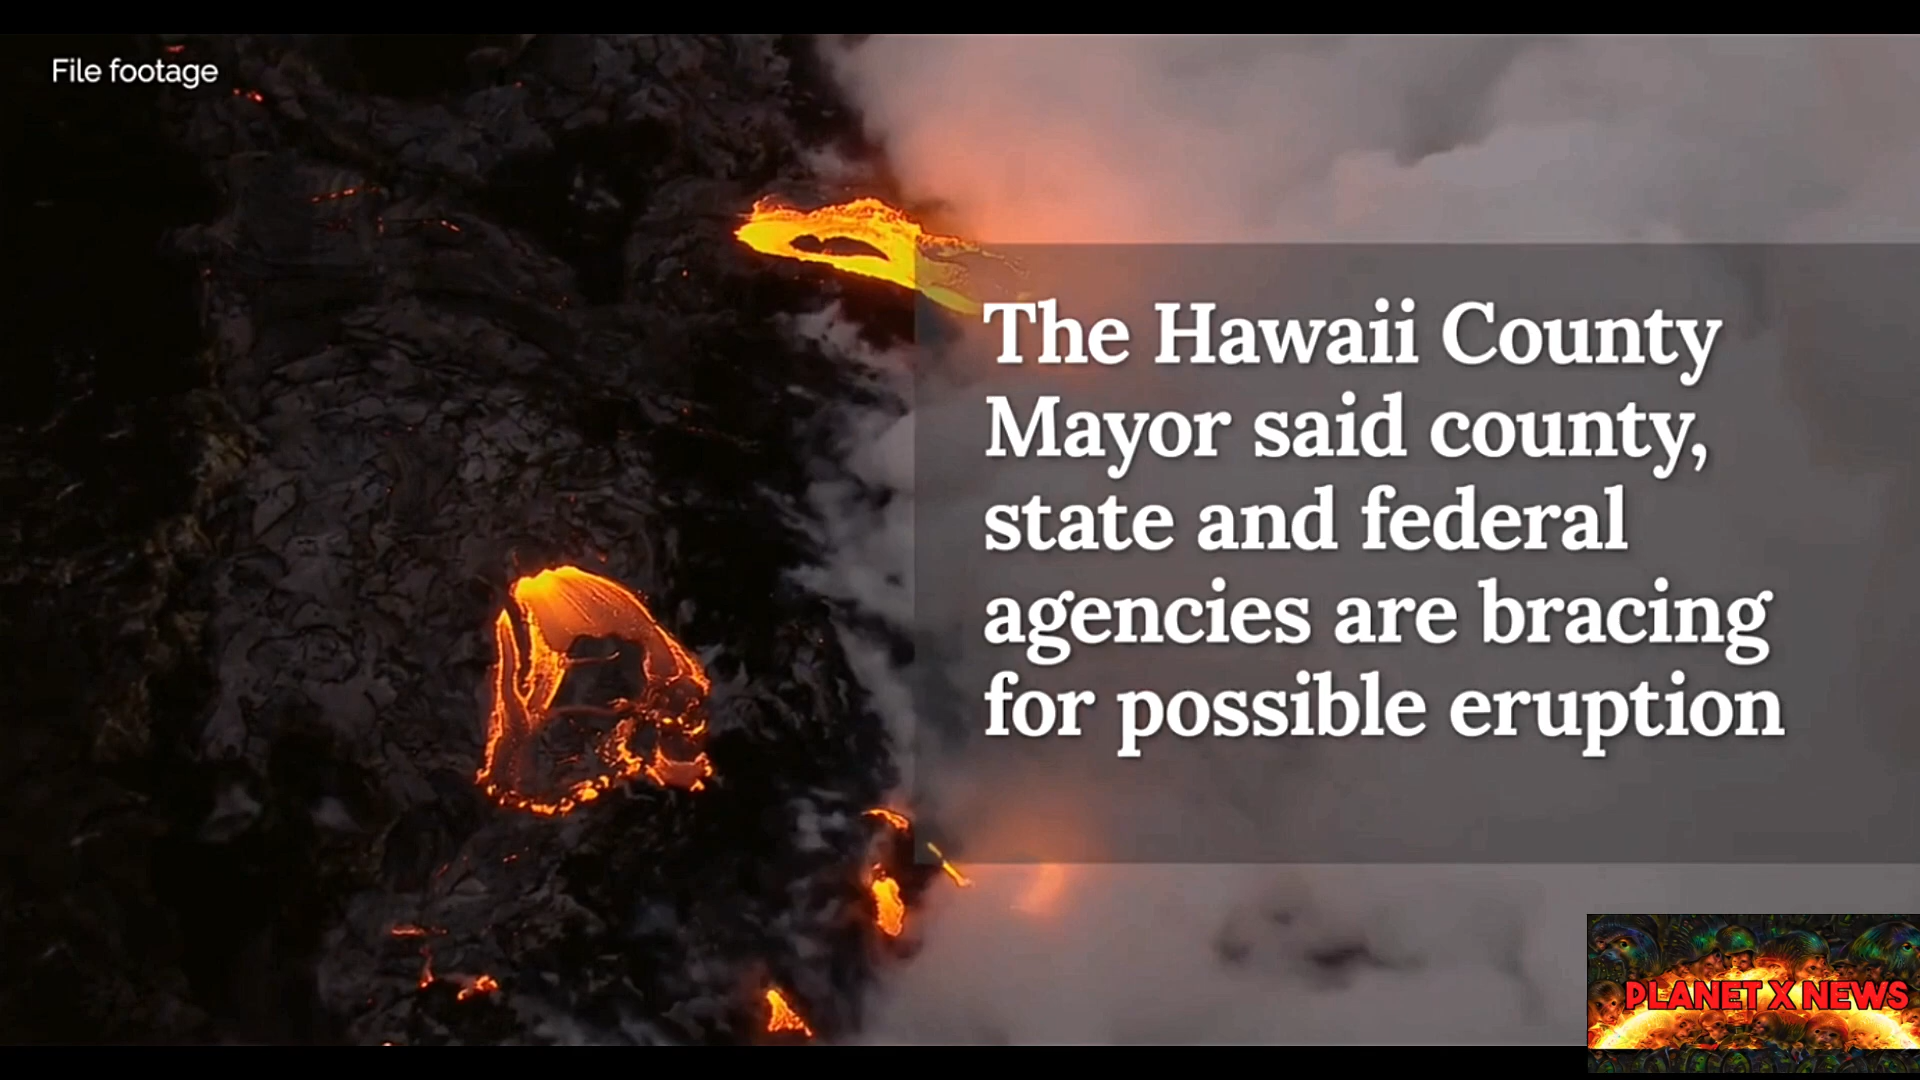 File footage
The Hawaii County
Mayor said county,
state and federal
agencies are bracing
for possible eruption
PLANET X NEWS